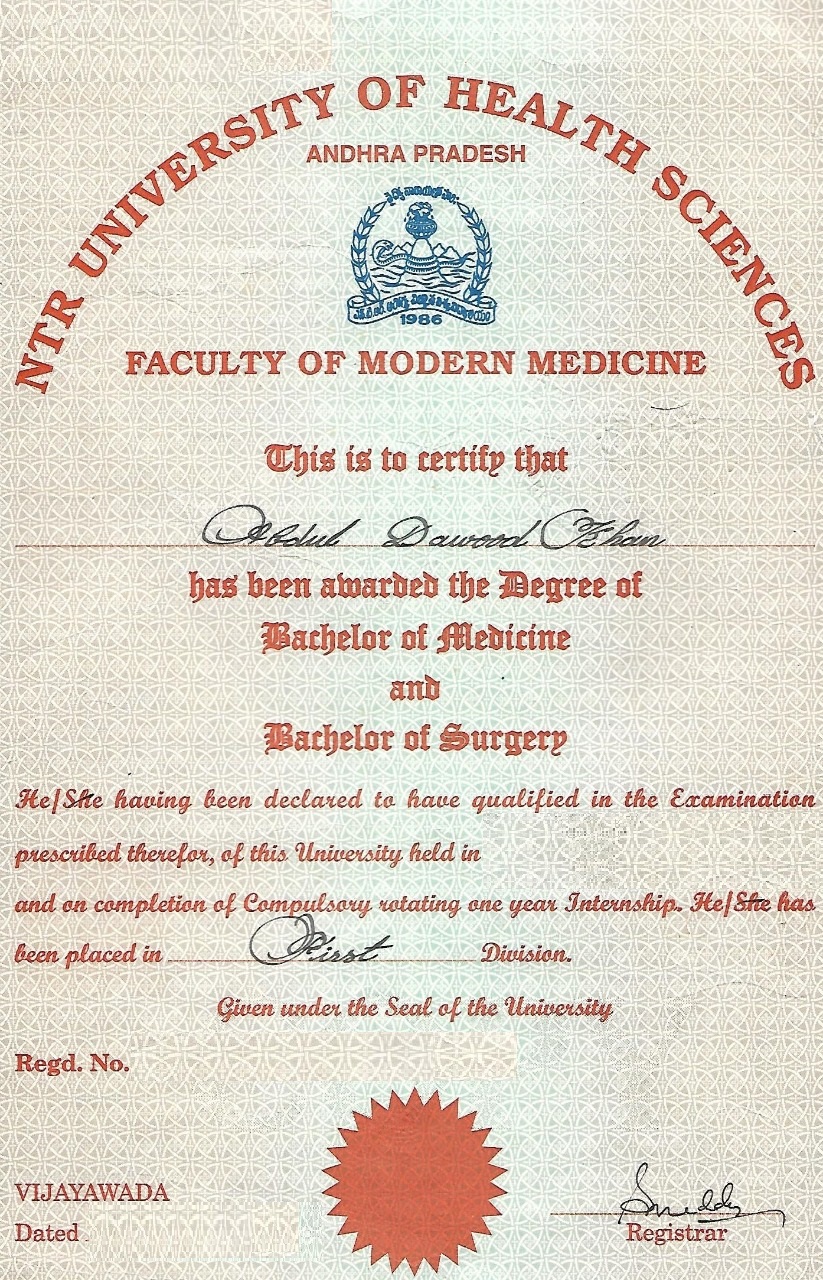 NTR UNIVERSITY OF HEALTH SCIENCES
ANDHRA PRADESH
1986
FACULTY OF MODERN MEDICINE
This is to certify that
Abdul Dawood Khan
has been awarded the Degree of
Bachelor of Medicine
and
Bachelor of Surgery
He/She having been declared to have qualified in the Examination
prescribed therefor, of this University held in
and on completion of Compulsory rotating one year Internship. He/She has
been placed in First Division.
Given under the Seal of the University
Regd. No.
VIJAYAWADA
Dated
Registrar